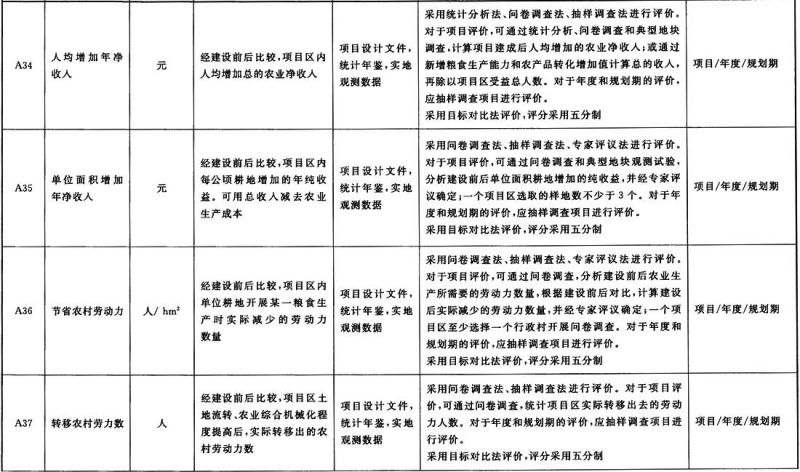 A34
人均增加年净
收入
元
经建设前后比较,项目区内
人均增加总的农业净收入
项目设计文件,
统计年鉴,实地
观测数据
采用统计分析法、问卷调查法、抽样调查法进行评价。
对于项目评价,可通过统计分析、问卷调查和典型地块
调查,计算项目建成后人均增加的农业净收入;或通过
新增粮食生产能力和农产品转化增加值计算总的收入,
再除以项目区受益总人数。对于年度和规划期的评价,
应抽样调查项目进行评价。
采用目标对比法评价,评分采用五分制
项目/年度/规划期
A35
单位面积增加
年净收入
元
经建设前后比较,项目区内
每公顷耕地增加的年纯收
益。可用总收入减去农业
生产成本
项目设计文件,
统计年鉴,实地
观测数据
采用问卷调查法、抽样调查法、专家评议法进行评价。
对于项目评价,可通过问卷调查和典型地块观测试验,
分析建设前后单位面积耕地增加的纯收益,并经专家评
议确定;一个项目区选取的样地数不少于3个。对于年
度和规划期的评价,应抽样调查项目进行评价。
采用目标对比法评价,评分采用五分制
项目/年度/规划期
A36
节省农村劳动力
人/hm²
经建设前后比较,项目区内
单位耕地开展某一粮食生
产时实际减少的劳动力
数量
项目设计文件,
统计年鉴,实地
观测数据
采用问卷调查法、抽样调查法、专家评议法进行评价。
对于项目评价,可通过问卷调查,分析建设前后农业生
产所需要的劳动力数量,根据建设前后对比,计算建设
后实际减少的劳动力数量,并经专家评议确定;一个项
目区至少选择一个行政村开展问卷调查。对于年度和
规划期的评价,应抽样调查项目进行评价。
采用目标对比法评价,评分采用五分制
项目/年度/规划期
A37
转移农村劳力数
人
经建设前后比较,项目区土
地流转、农业综合机械化程
度提高后,实际转移出的农
村劳动力数
项目设计文件,
统计年鉴,实地
观测数据
采用问卷调查法、抽样调查法进行评价。对于项目评
价,可通过问卷调查,统计项目区实际转移出去的劳动
力人数。对于年度和规划期的评价,应抽样调查项目进
行评价。
采用目标对比法评价,评分采用五分制
项目/年度/规划期